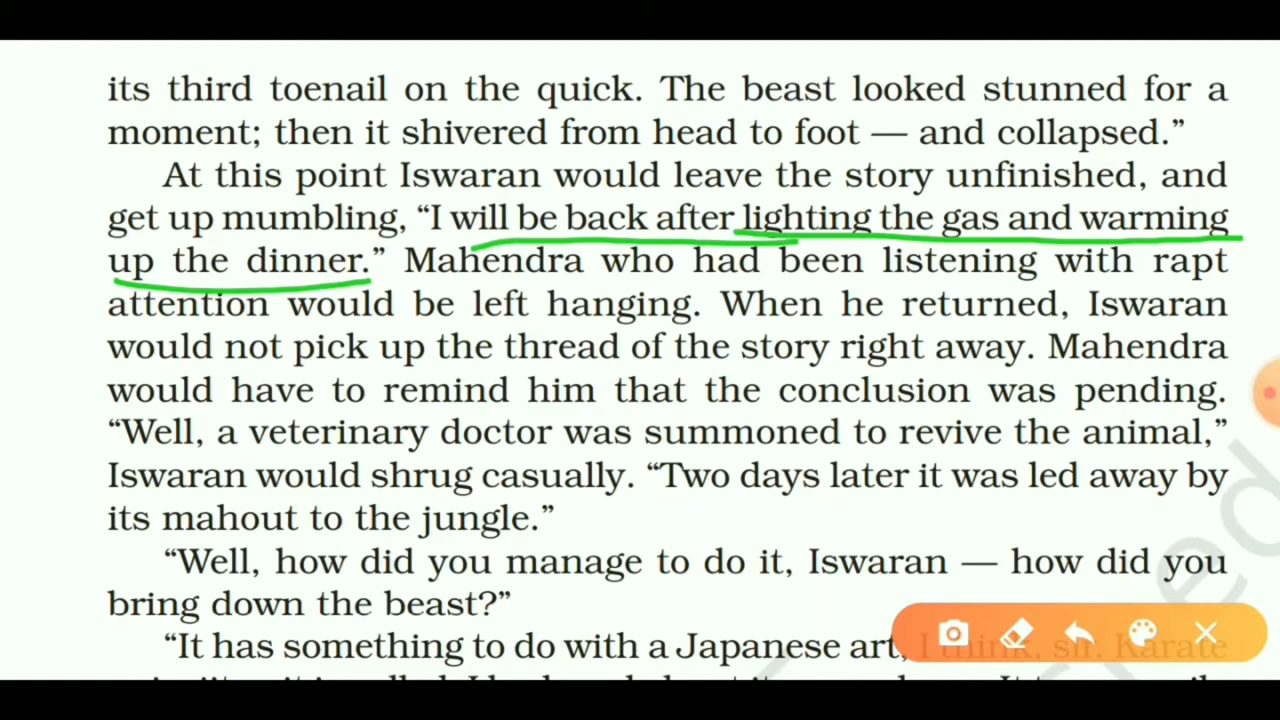 its third toenail on the quick. The beast looked stunned for a
moment; then it shivered from head to foot — and collapsed.”
At this point Iswaran would leave the story unfinished, and
get up mumbling, “I will be back after lighting the gas and warming
up the dinner.” Mahendra who had been listening with rapt
attention would be left hanging. When he returned, Iswaran
would not pick up the thread of the story right away. Mahendra
would have to remind him that the conclusion was pending.
“Well, a veterinary doctor was summoned to revive the animal,”
Iswaran would shrug casually. “Two days later it was led away by
its mahout to the jungle.”
“Well, how did you manage to do it, Iswaran — how did you
bring down the beast?”
“It has something to do with a Japanese art, I think, sir. Karate